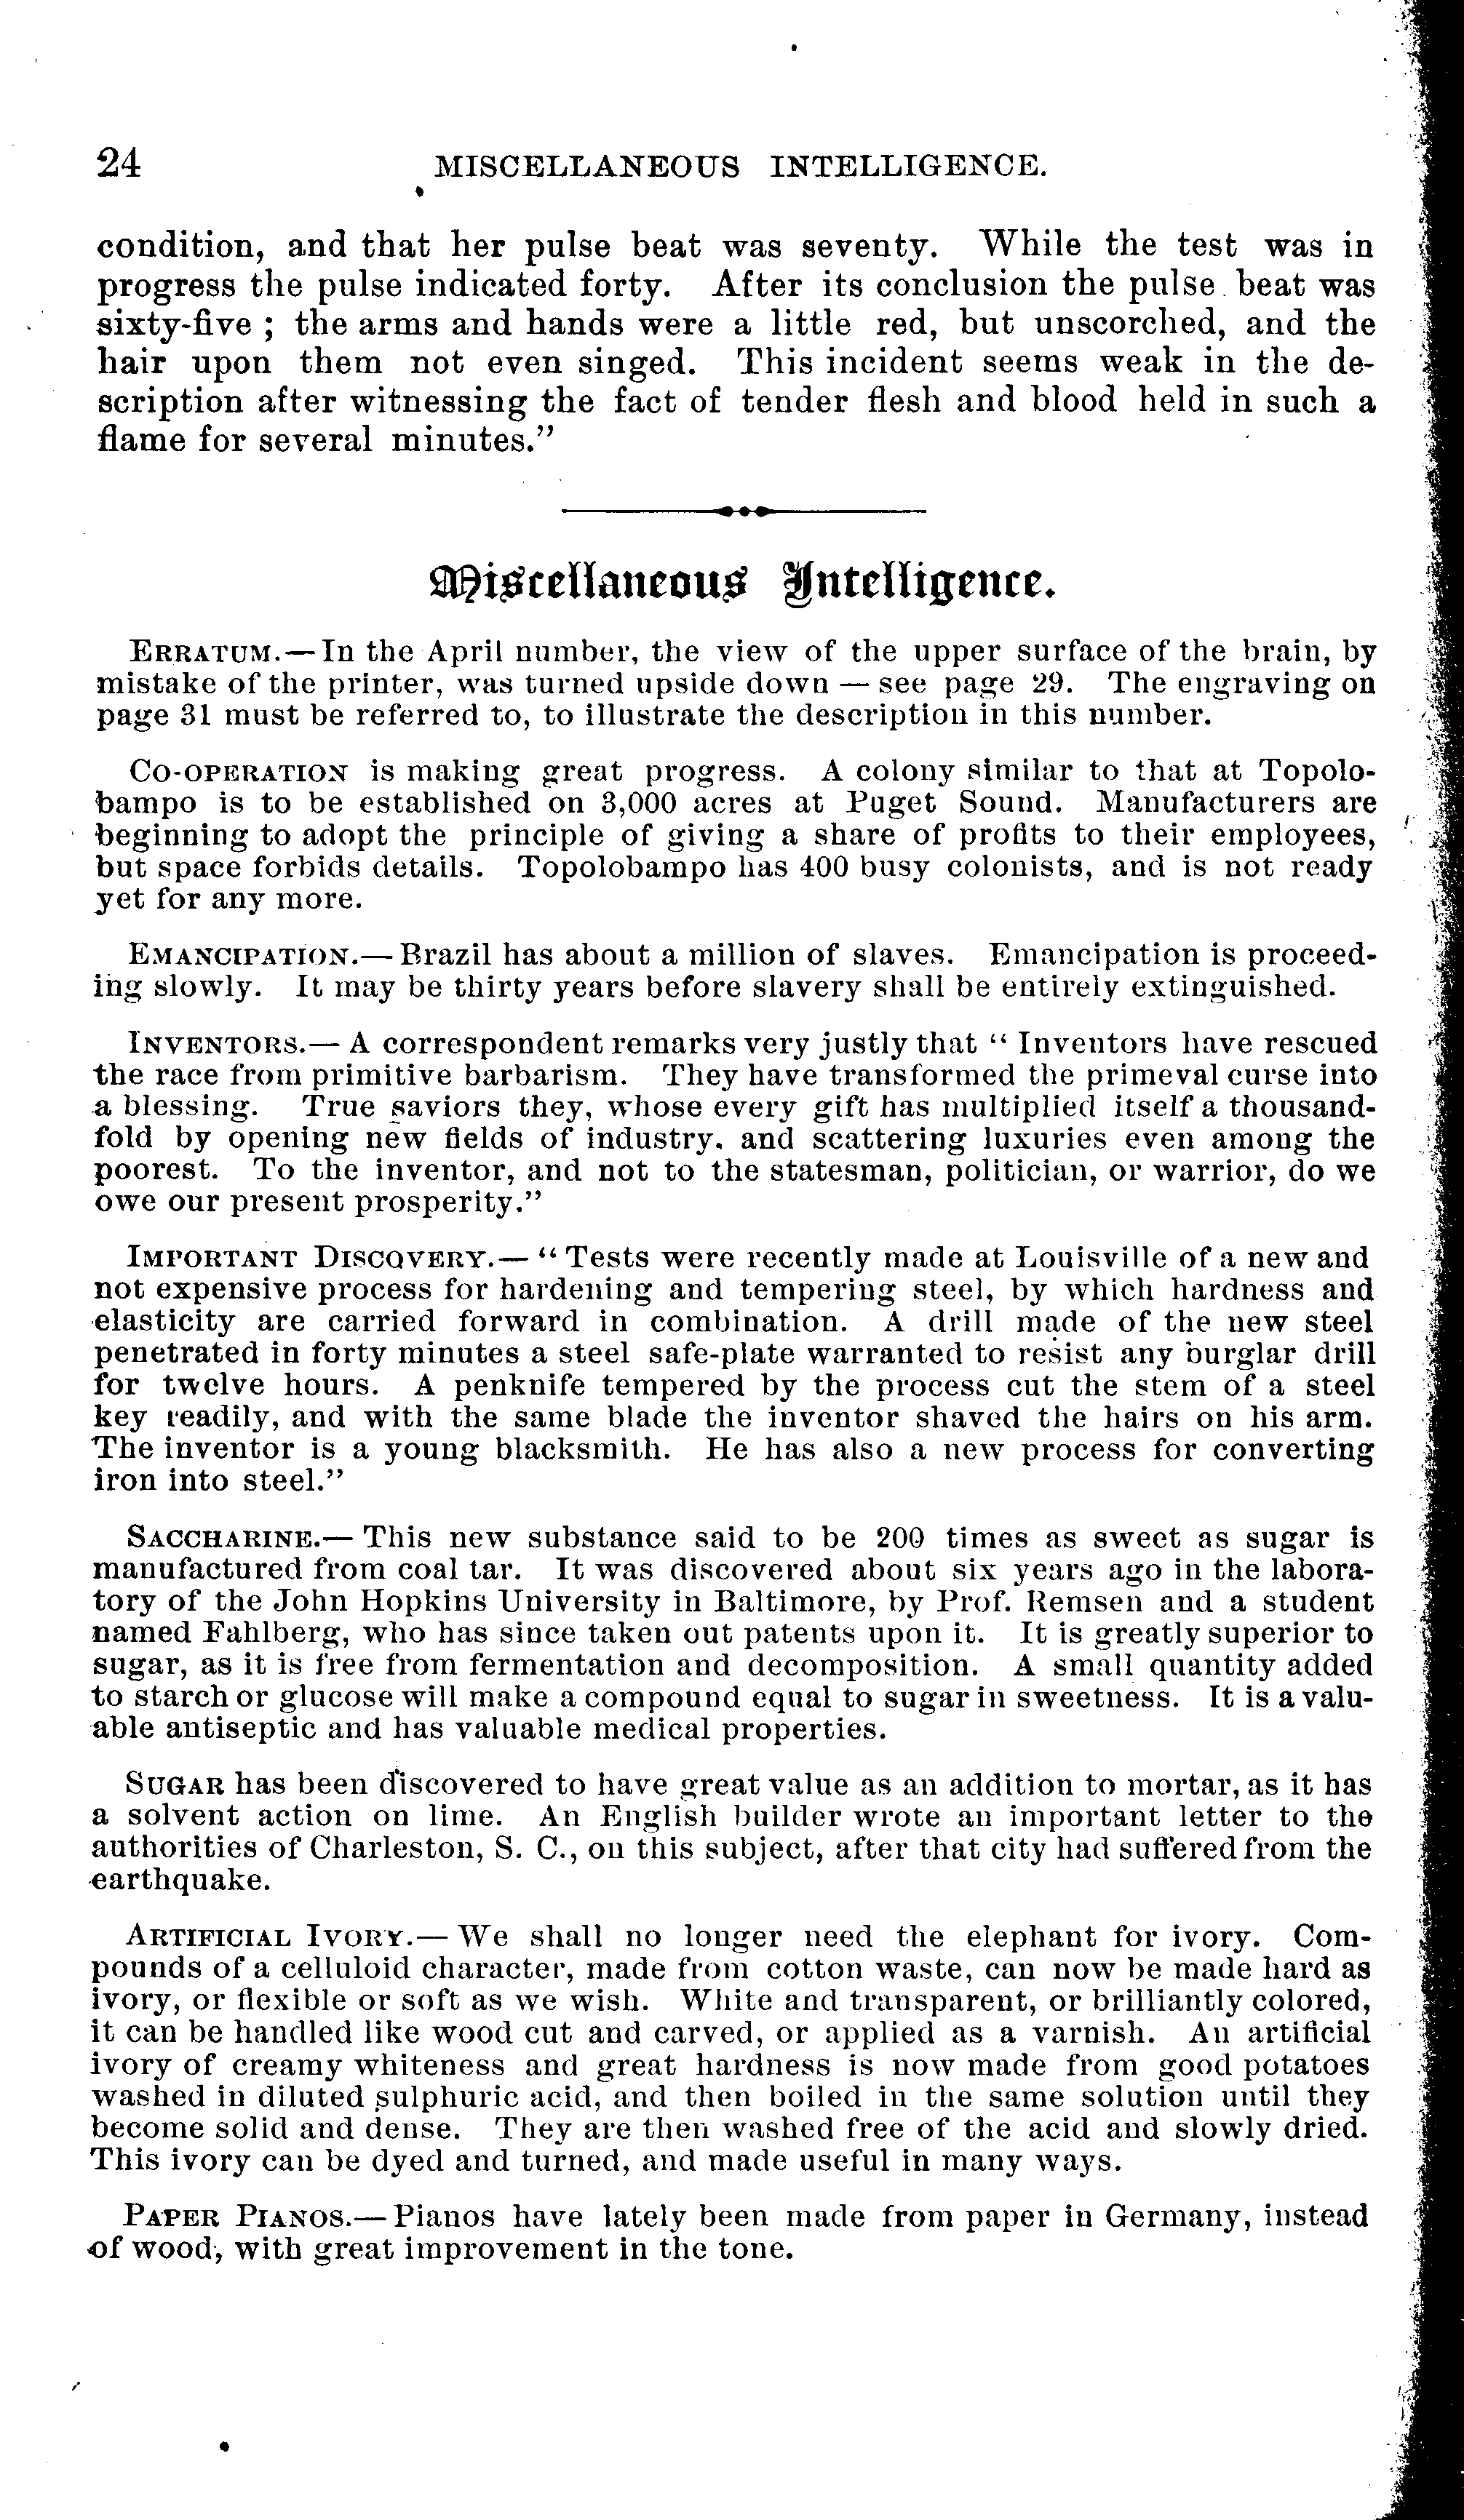 24 MISCELLANEOUS INTELLIGENCE.
condition, and that her pulse beat was seventy. While the test was in
progress the pulse indicated forty. After its conclusion the pulse beat was
sixty-five ; the arms and hands were a little red, but unscorched, and the
hair upon them not even singed. This incident seems weak in the de-
scription after witnessing the fact of tender flesh and blood held in such a
flame for several minutes.”
Miscellaneous Intelligence.
ERRATUM.— In the April number, the view of the upper surface of the brain, by
mistake of the printer, was turned upside down — see page 29. The engraving on
page 31 must be referred to, to illustrate the description in this number.
CO-OPERATION is making great progress. A colony similar to that at Topolo-
bampo is to be established on 3,000 acres at Puget Sound. Manufacturers are
beginning to adopt the principle of giving a share of profits to their employees,
but space forbids details. Topolobampo has 400 busy colonists, and is not ready
yet for any more.
EMANCIPATION.— Brazil has about a million of slaves. Emancipation is proceed-
ing slowly. It may be thirty years before slavery shall be entirely extinguished.
INVENTORS.— A correspondent remarks very justly that “ Inventors have rescued
the race from primitive barbarism. They have transformed the primeval curse into
a blessing. True saviors they, whose every gift has multiplied itself a thousand-
fold by opening new fields of industry. and scattering luxuries even among the
poorest. To the inventor, and not to the statesman, politician, or warrior, do we
owe our present prosperity.”
IMPORTANT DISCOVERY.— “ Tests were recently made at Louisville of a new and
not expensive process for hardening and tempering steel, by which hardness and
elasticity are carried forward in combination. A drill made of the new steel
penetrated in forty minutes a steel safe-plate warranted to resist any burglar drill
for twelve hours. A penknife tempered by the process cut the stem of a steel
key readily, and with the same blade the inventor shaved the hairs on his arm.
The inventor is a young blacksmith. He has also a new process for converting
iron into steel.”
SACCHARINE.— This new substance said to be 200 times as sweet as sugar is
manufactured from coal tar. It was discovered about six years ago in the labora-
tory of the John Hopkins University in Baltimore, by Prof. Remsen and a student
named Fahlberg, who has since taken out patents upon it. It is greatly superior to
sugar, as it is free from fermentation and decomposition. A small quantity added
to starch or glucose will make a compound equal to sugar in sweetness. It is a valu-
able antiseptic and has valuable medical properties.
SUGAR has been discovered to have great value as an addition to mortar, as it has
a solvent action on lime. An English builder wrote an important letter to the
authorities of Charleston, S. C., on this subject, after that city had suffered from the
earthquake.
ARTIFICIAL IVORY.— We shall no longer need the elephant for ivory. Com-
pounds of a celluloid character, made from cotton waste, can now be made hard as
ivory, or flexible or soft as we wish. White and transparent, or brilliantly colored,
it can be handled like wood cut and carved, or applied as a varnish. An artificial
ivory of creamy whiteness and great hardness is now made from good potatoes
washed in diluted sulphuric acid, and then boiled in the same solution until they
become solid and dense. They are then washed free of the acid and slowly dried.
This ivory can be dyed and turned, and made useful in many ways.
PAPER PIANOS.— Pianos have lately been made from paper in Germany, instead
of wood, with great improvement in the tone.